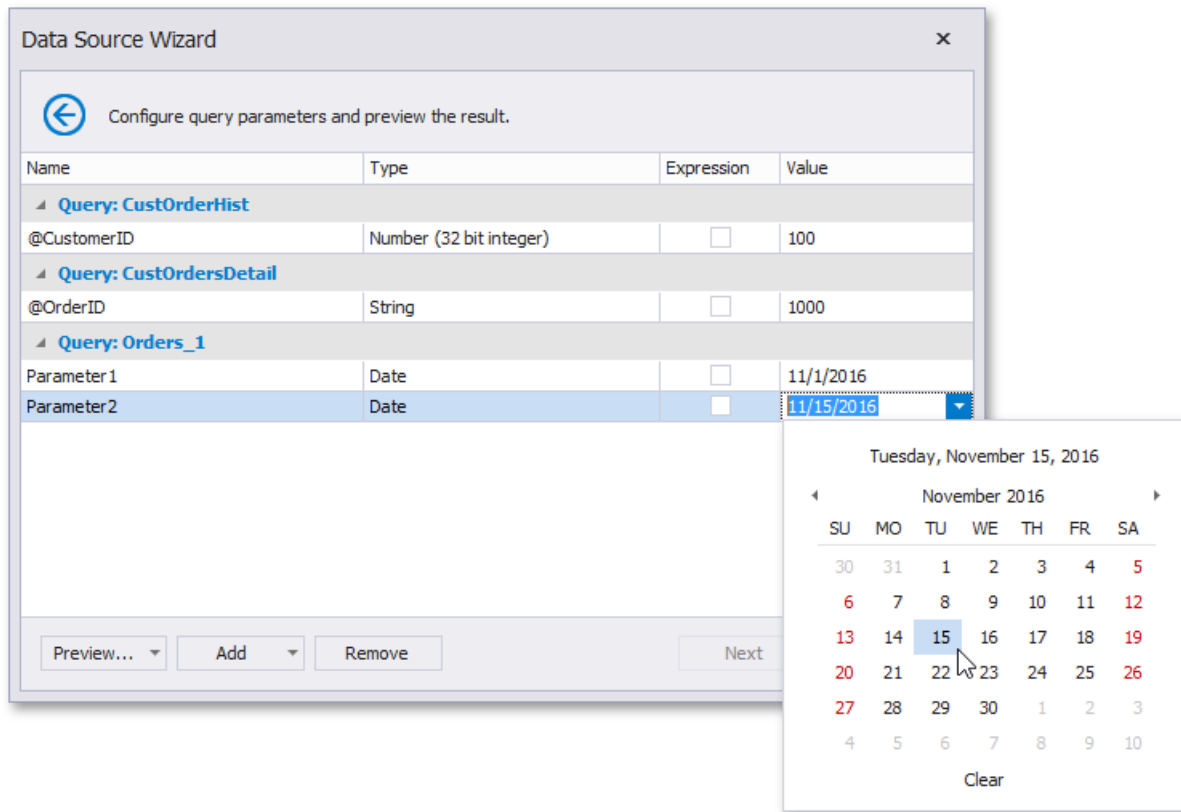 Data Source Wizard
Configure query parameters and preview the result.
Name Type Expression Value
Query: CustOrderHist
@CustomerID Number (32 bit integer) 100
Query: CustOrdersDetail
@OrderID String 1000
Query: Orders_1
Parameter1 Date 11/1/2016
Parameter2 Date 11/15/2016
Tuesday, November 15, 2016
November 2016
SU MO TU WE TH FR SA
30 31 1 2 3 4 5
6 7 8 9 10 11 12
13 14 15 16 17 18 19
20 21 22 23 24 25 26
27 28 29 30 1 2 3
4 5 6 7 8 9 10
Clear
Preview... Add Remove Next